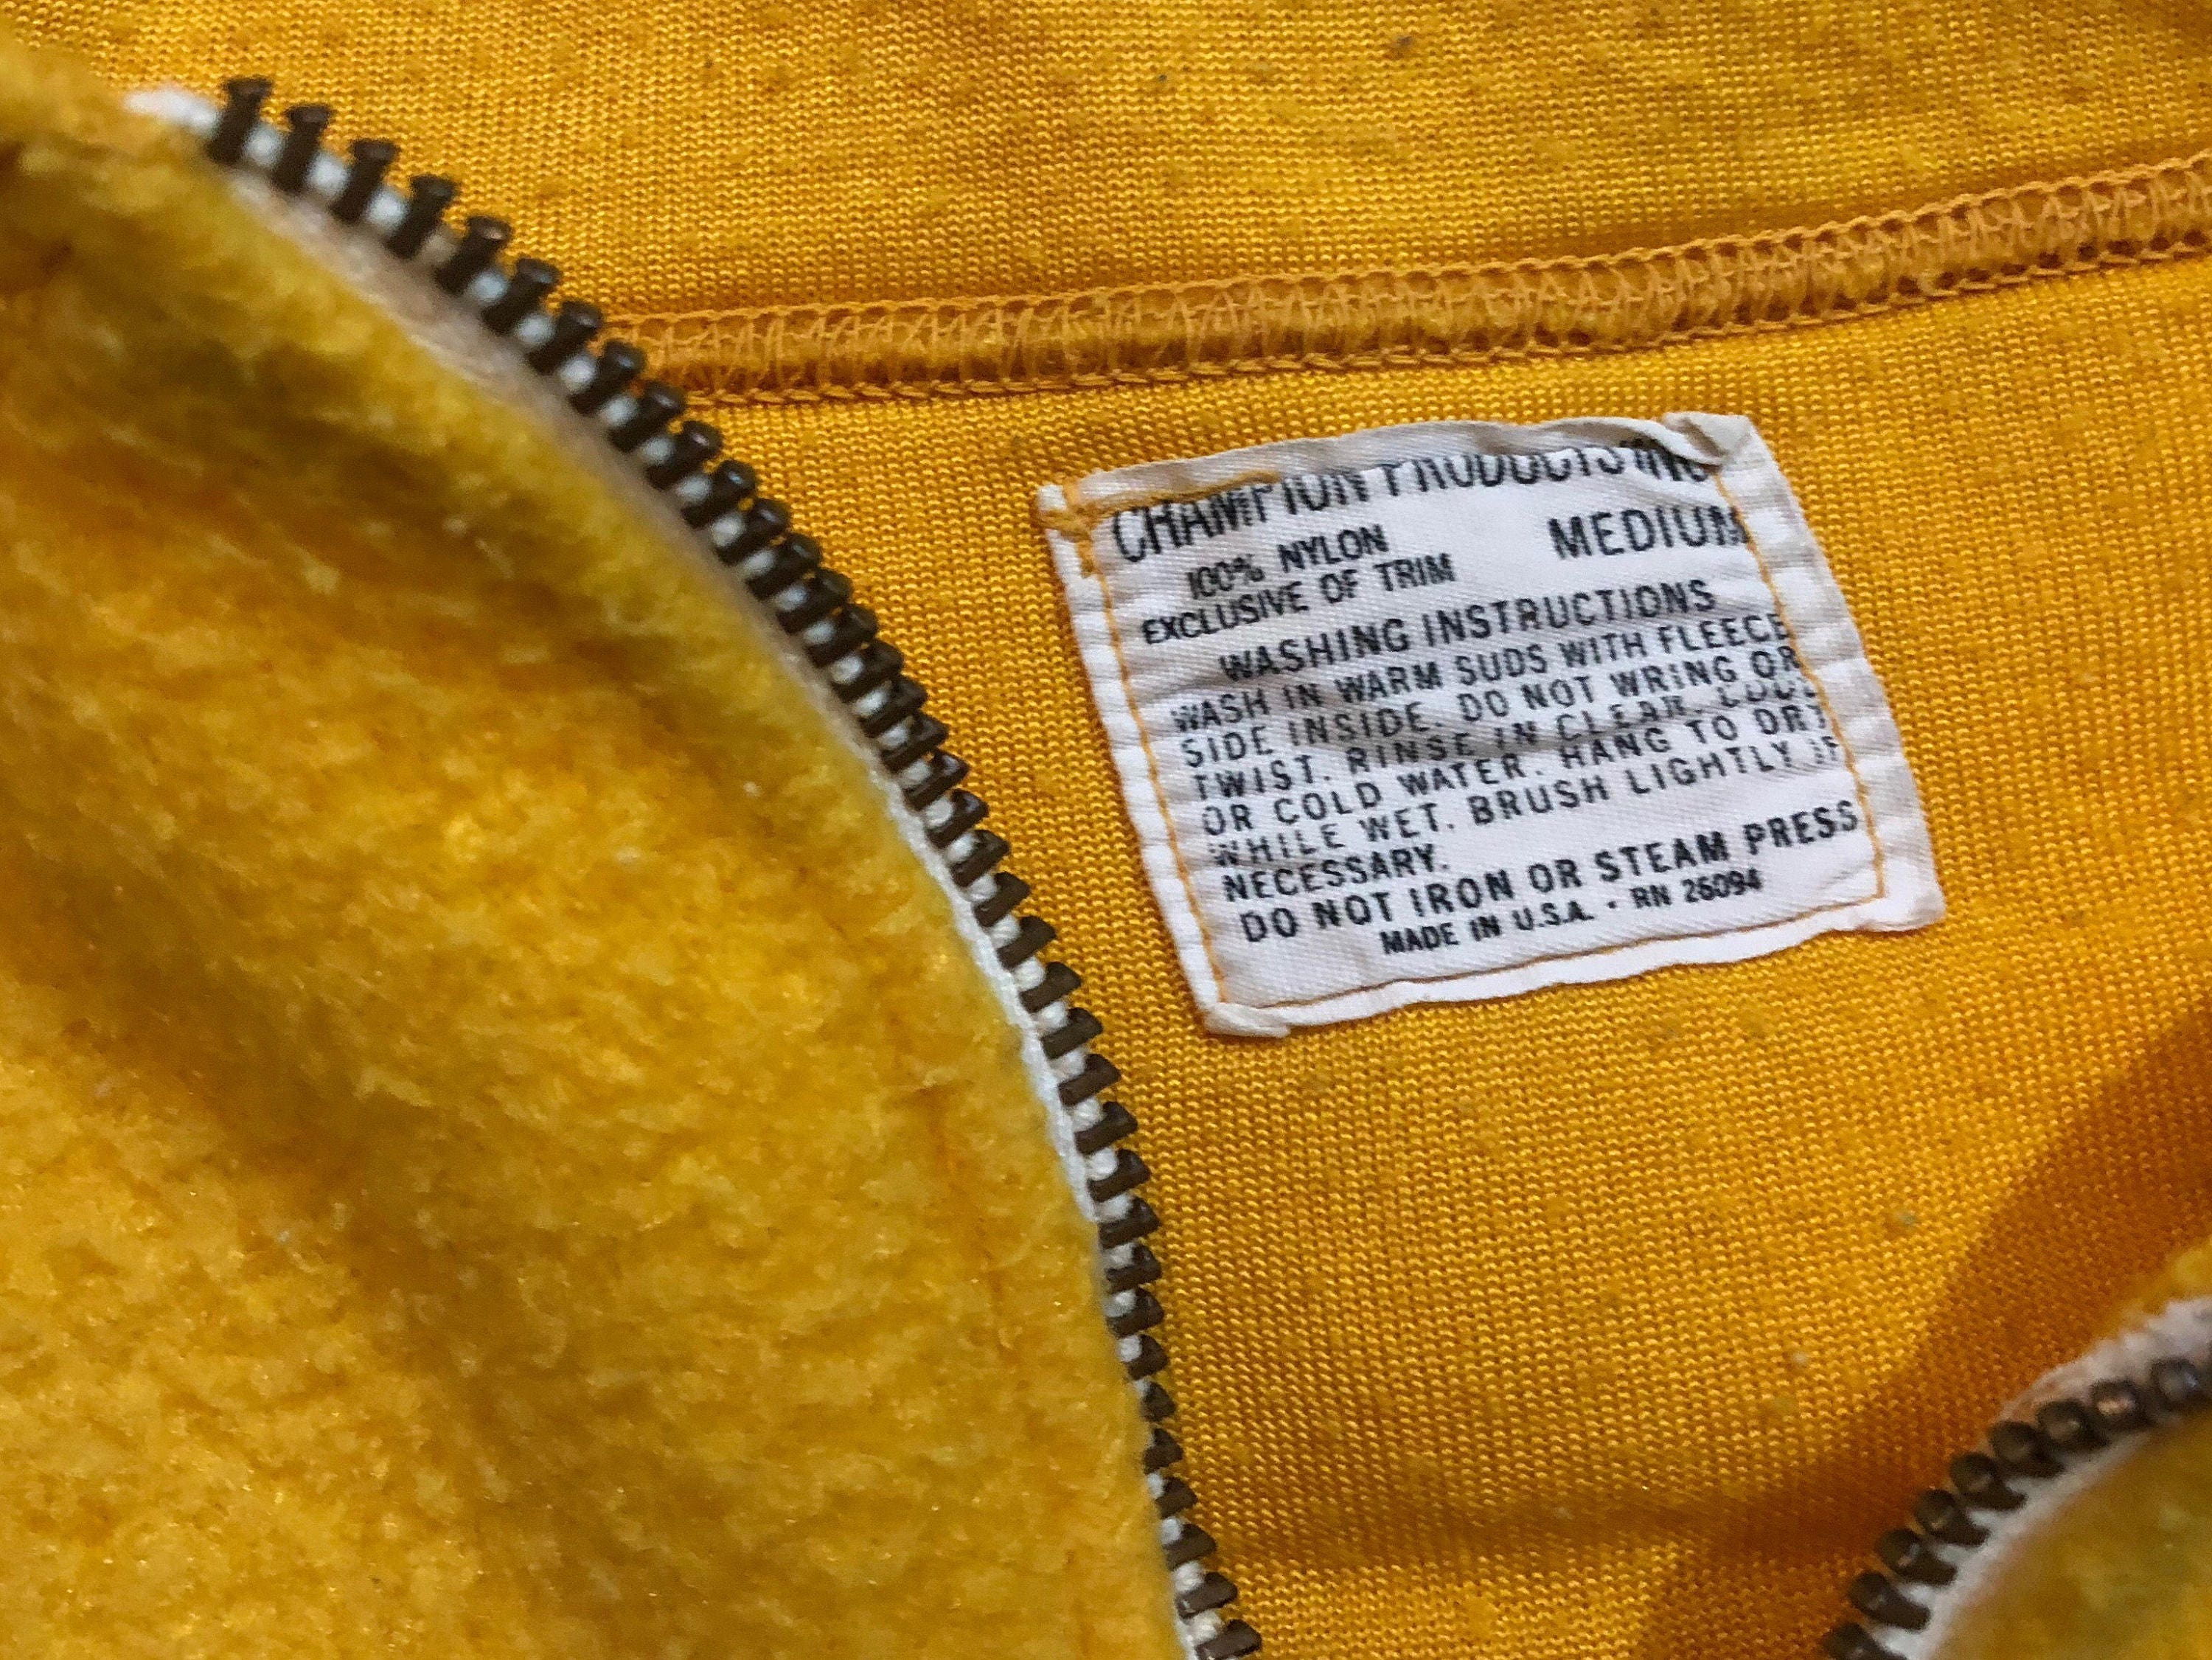 CHAMPION PRODUCTS INC
100% NYLON MEDIUM
EXCLUSIVE OF TRIM
WASHING INSTRUCTIONS
WASH IN WARM SUDS WITH FLEECE
SIDE INSIDE. DO NOT WRING OR
TWIST. RINSE IN CLEAR, COOL
OR COLD WATER. HANG TO DRY
WHILE WET. BRUSH LIGHTLY IF
NECESSARY.
DO NOT IRON OR STEAM PRESS
MADE IN U.S.A. • RN 26094